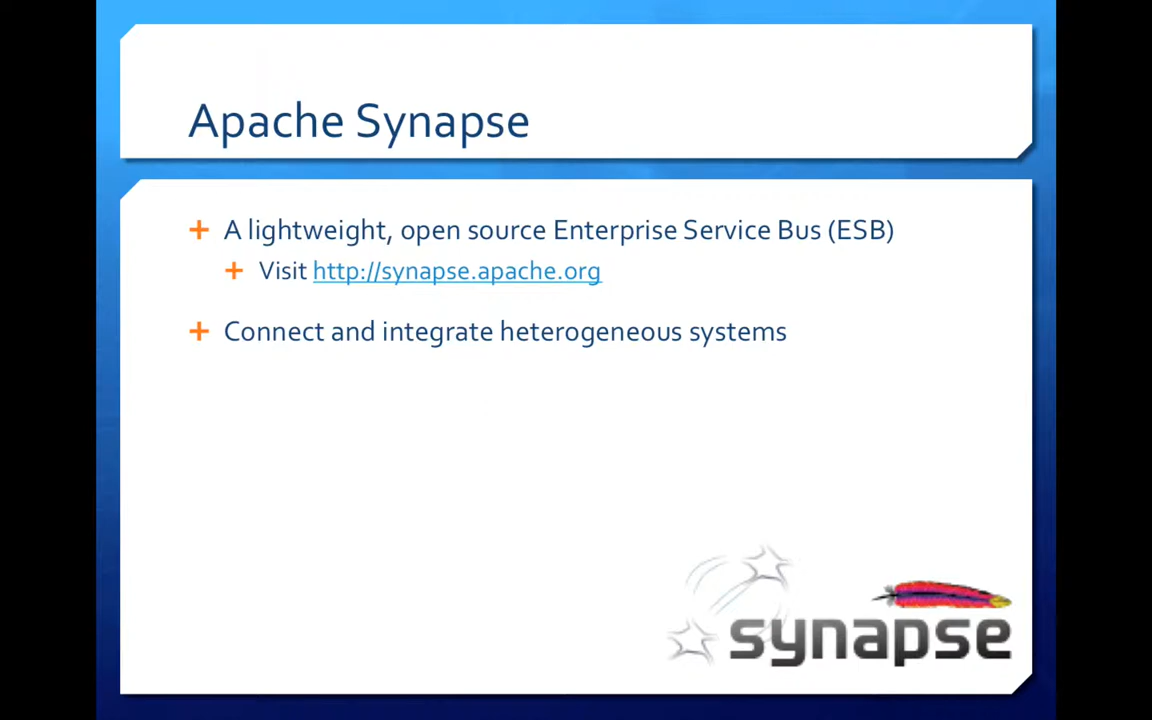 Apache Synapse
A lightweight, open source Enterprise Service Bus (ESB)
Visit http://synapse.apache.org
Connect and integrate heterogeneous systems
synapse